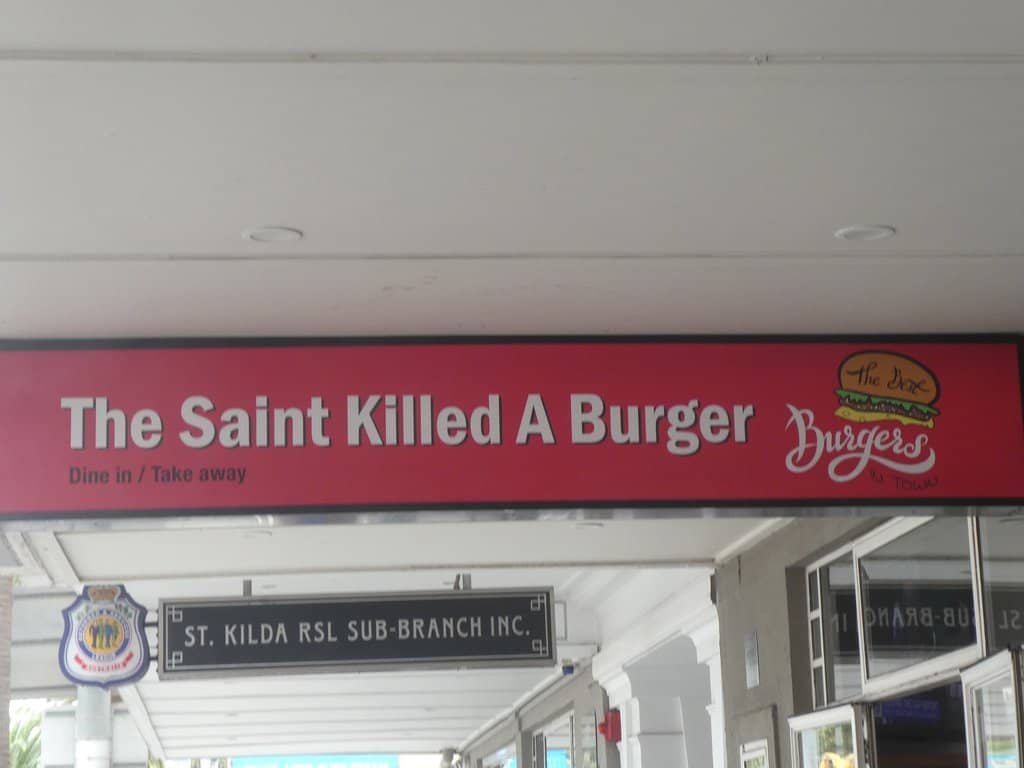 The Saint Killed A Burger
Dine in / Take away
The Best
Burgers
IN TOWN
ST. KILDA RSL SUB-BRANCH INC.